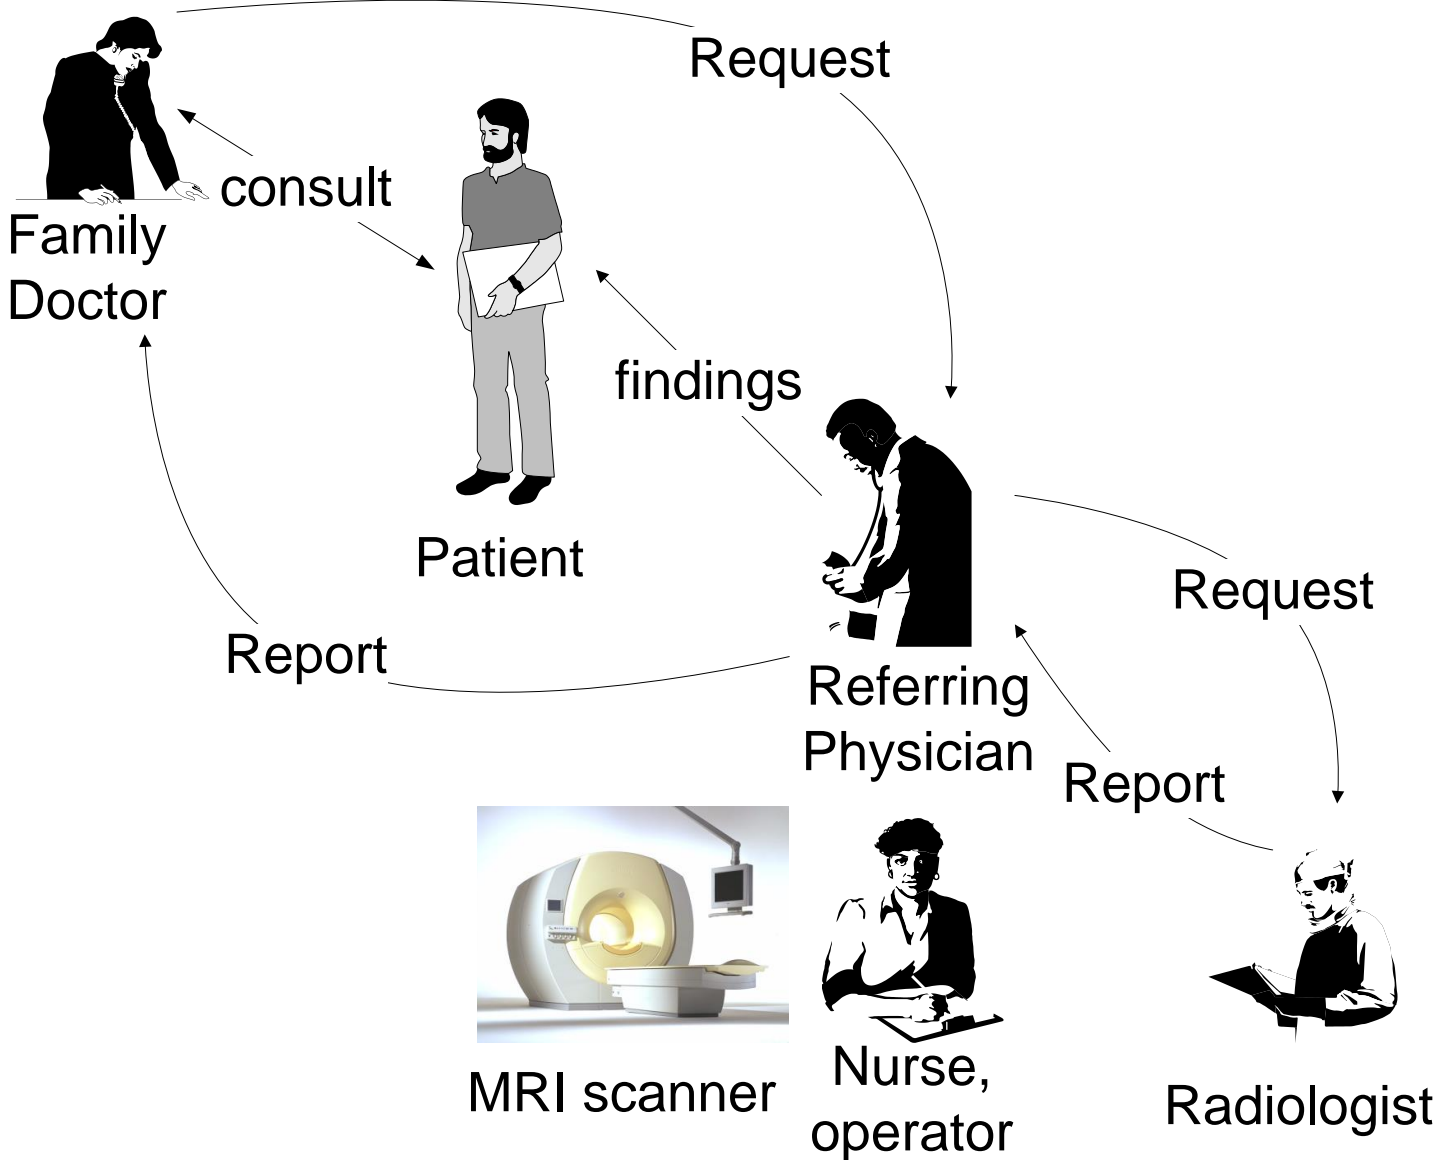 Request
consult
Family
Doctor
findings
Patient
Request
Report
Referring
Physician
Report
MRI scanner
Nurse,
operator
Radiologist